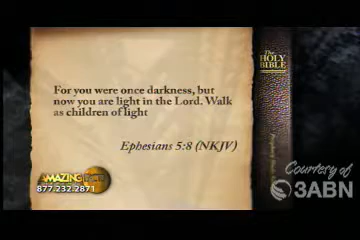 For you were once darkness, but
now you are light in the Lord. Walk
as children of light
Ephesians 5:8 (NKJV)
The
HOLY
BIBLE
AMAZING
877.232.2871
Courtesy of
3ABN